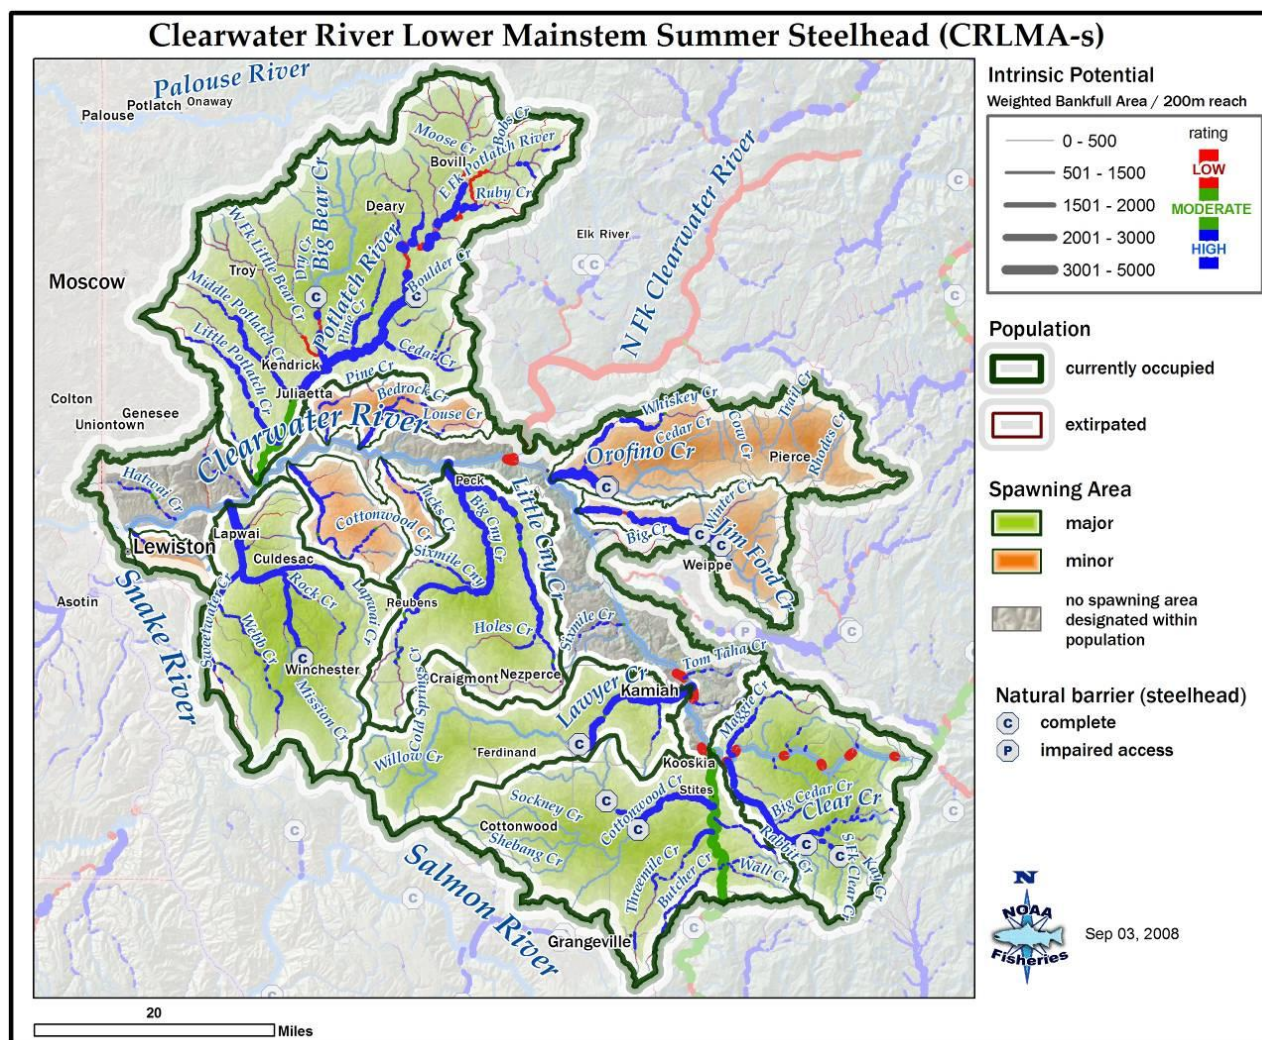 Clearwater River Lower Mainstem Summer Steelhead (CRLMA-s)
Palouse River
Palouse
Potlatch
Onaway
Bobs Cr
Moose Cr
Bovill
E Fk Potlatch River
Ruby Cr
Deary
Big Bear Cr
W Fk Little Bear Cr
Dry Cr
Troy
Potlatch River
Pine Cr
Boulder Cr
C
C
Elk River
C
C
C
C
N Fk Clearwater River
Moscow
Middle Potlatch Cr
Little Potlatch Cr
Cedar Cr
Kendrick
Juliaetta
Pine Cr
Bedrock Cr
Louse Cr
Colton
Genesee
Uniontown
Clearwater River
Whiskey Cr
Trail Cr
Cedar Cr
Cow Cr
Orofino Cr
Pierce
Rhodes Cr
C
Hatwai Cr
Peck
Jacks Cr
Big Cny Cr
Little Cny Cr
Cottonwood Cr
Winter Cr
Big Cr
Jim Ford Cr
C
C
Weippe
Lewiston
Lapwai
Culdesac
Sixmile Cny
Snake River
Asotin
Rock Cr
Lapwai Cr
Reubens
Sweetwater Cr
Webb Cr
Holes Cr
Sixmile Cr
P
C
C
Winchester
Mission Cr
Cold Springs Cr
Craigmont
Nezperce
Tom Taha Cr
Lawyer Cr
Kamiah
Maggie Cr
C
Willow Cr
Ferdinand
Kooskia
Stites
Big Cedar Cr
Clear Cr
C
C
Cottonwood Cr
C
Sockney Cr
Cottonwood
Shebang Cr
C
Rabbit Cr
C
C
S Fk Clear Cr
Kay Cr
Salmon River
Threemile Cr
Butcher Cr
Wall Cr
C
Grangeville
C
C
20
Miles
Intrinsic Potential
Weighted Bankfull Area / 200m reach
rating
0 - 500
501 - 1500
1501 - 2000
2001 - 3000
3001 - 5000
LOW
MODERATE
HIGH
Population
currently occupied
extirpated
Spawning Area
major
minor
no spawning area
designated within
population
Natural barrier (steelhead)
C complete
P impaired access
N
NOAA
Fisheries
Sep 03, 2008